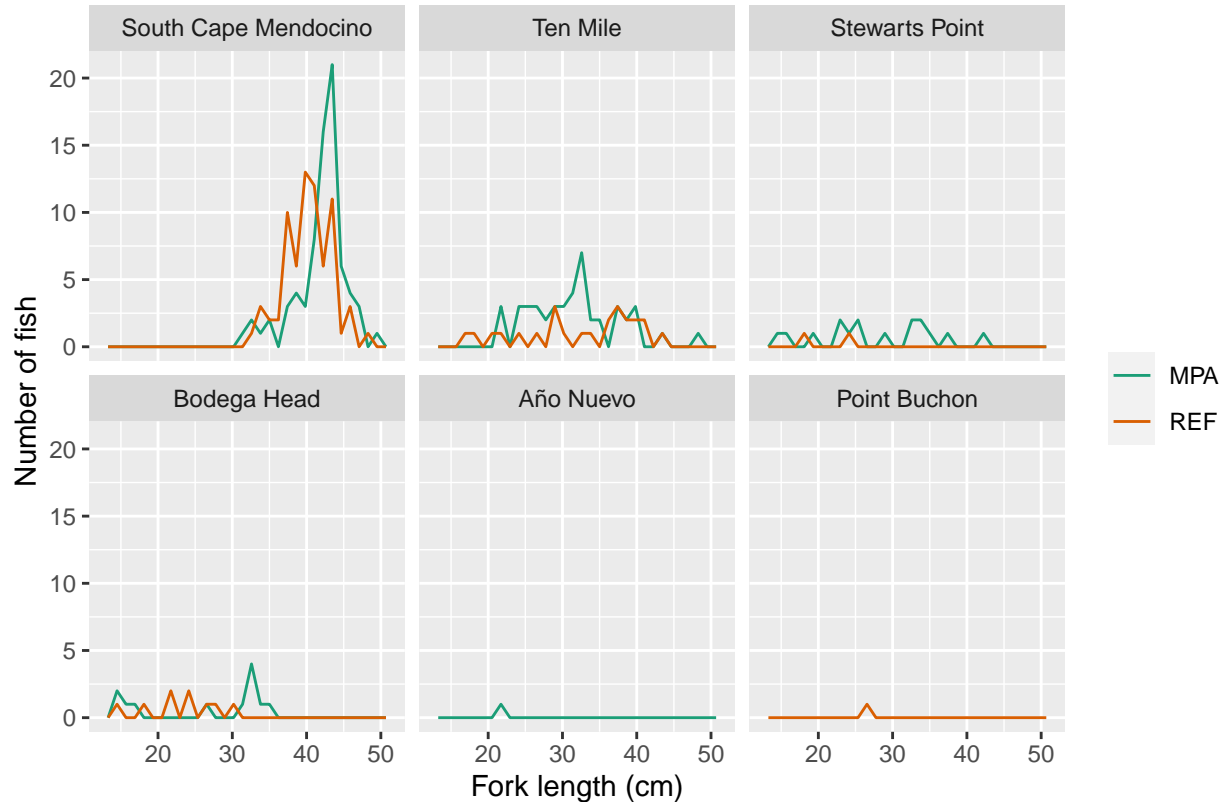 South Cape Mendocino
Ten Mile
Stewarts Point
20
15
10
5
0
Bodega Head
Año Nuevo
Point Buchon
20
15
10
5
0
20 30 40 50
20 30 40 50
20 30 40 50
Fork length (cm)
Number of fish
MPA
REF